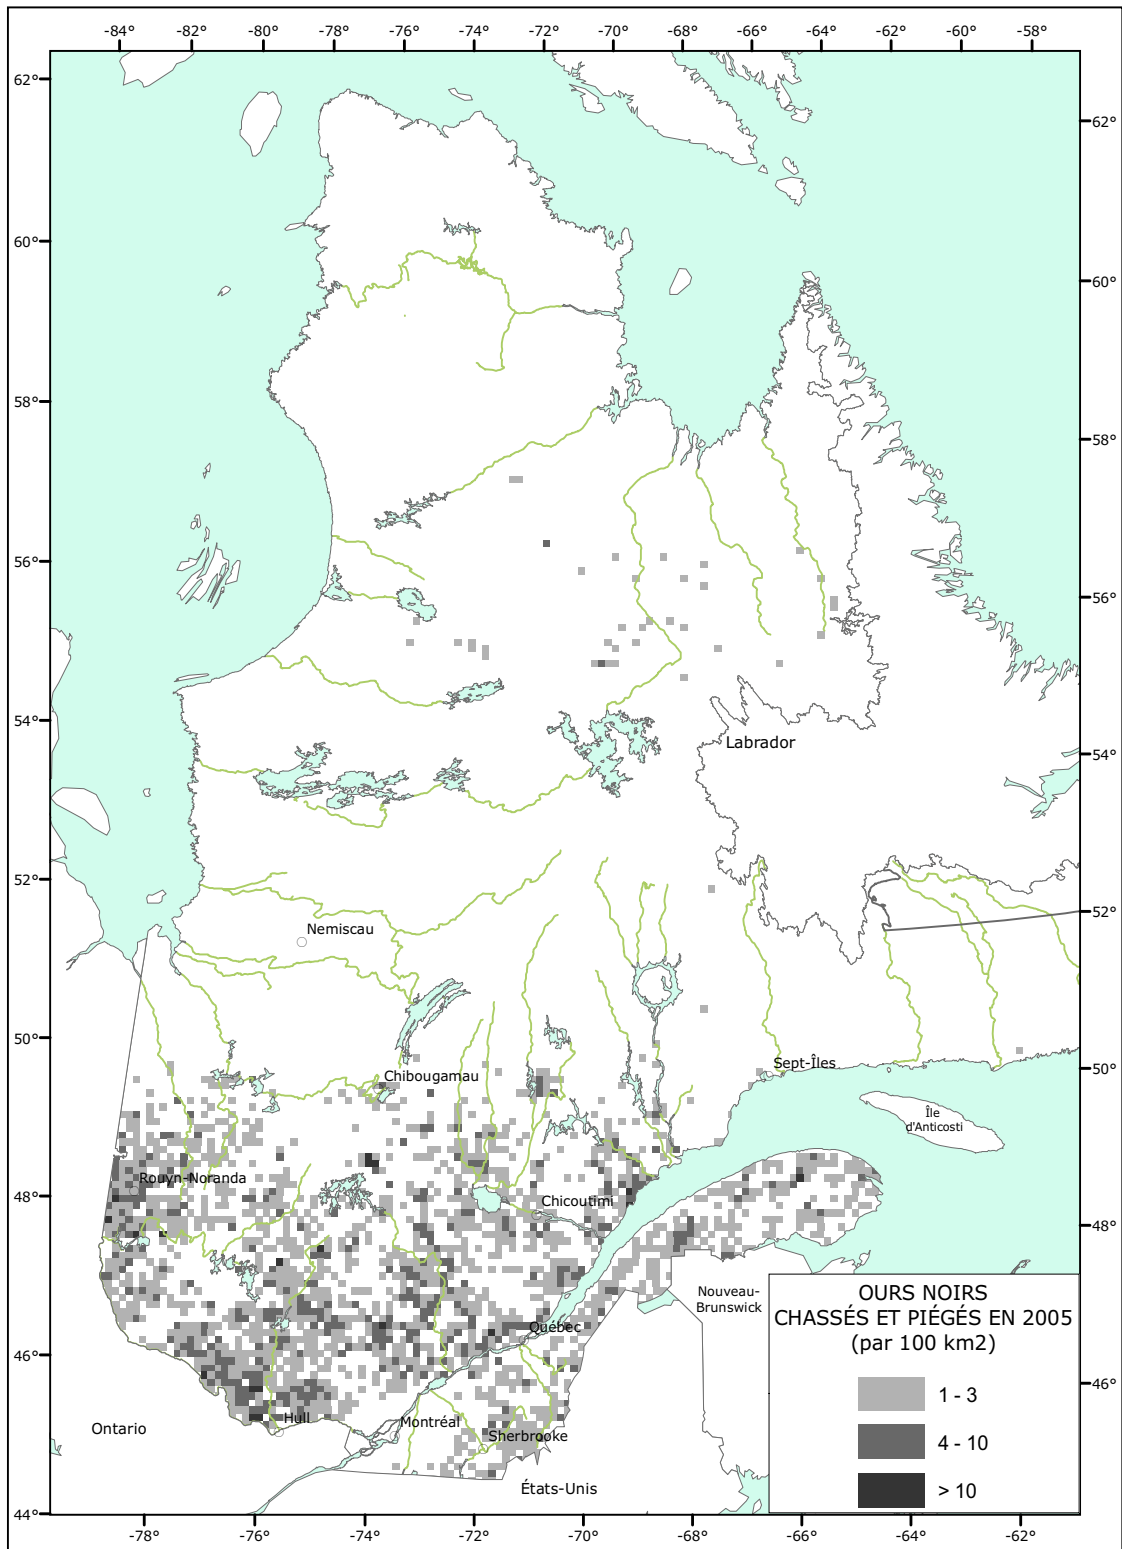 -84° -82° -80° -78° -76° -74° -72° -70° -68° -66° -64° -62° -60° -58°
62°
62°
60°
60°
58°
58°
56°
56°
54°
Labrador
54°
52°
52°
Nemiscau
50°
Sept-Îles
50°
Chibougamau
Île
d'Anticosti
Rouyn-Noranda
48°
Chicoutimi
48°
Nouveau-
Brunswick
OURS NOIRS
CHASSÉS ET PIÉGÉS EN 2005
(par 100 km2)
Québec
46°
46°
1 - 3
Ontario
Hull
Montréal
Sherbrooke
4 - 10
États-Unis
> 10
44°
-78° -76° -74° -72° -70° -68° -66° -64° -62°